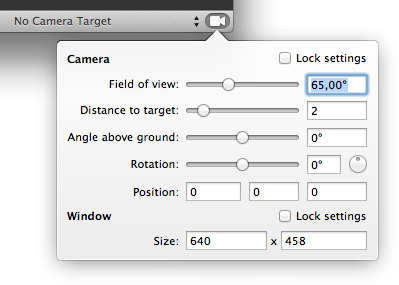 No Camera Target
Camera Lock settings
Field of view: 65,00°
Distance to target: 2
Angle above ground: 0°
Rotation: 0°
Position: 0 0 0
Window Lock settings
Size: 640 x 458